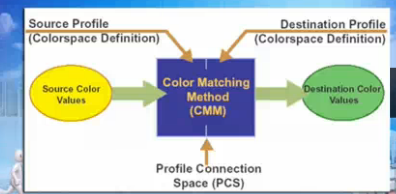 Source Profile
(Colorspace Definition)
Destination Profile
(Colorspace Definition)
Source Color
Values
Color Matching
Method
(CMM)
Destination Color
Values
Profile Connection
Space (PCS)